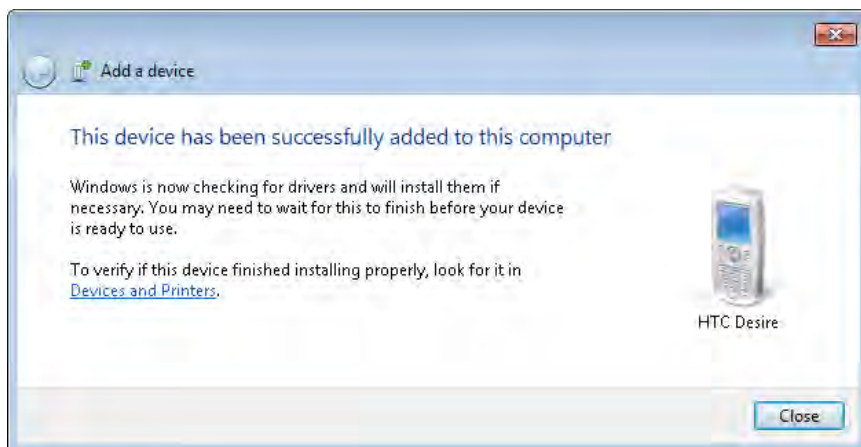 Add a device
This device has been successfully added to this computer
Windows is now checking for drivers and will install them if
necessary. You may need to wait for this to finish before your device
is ready to use.
To verify if this device finished installing properly, look for it in
Devices and Printers.
HTC Desire
Close